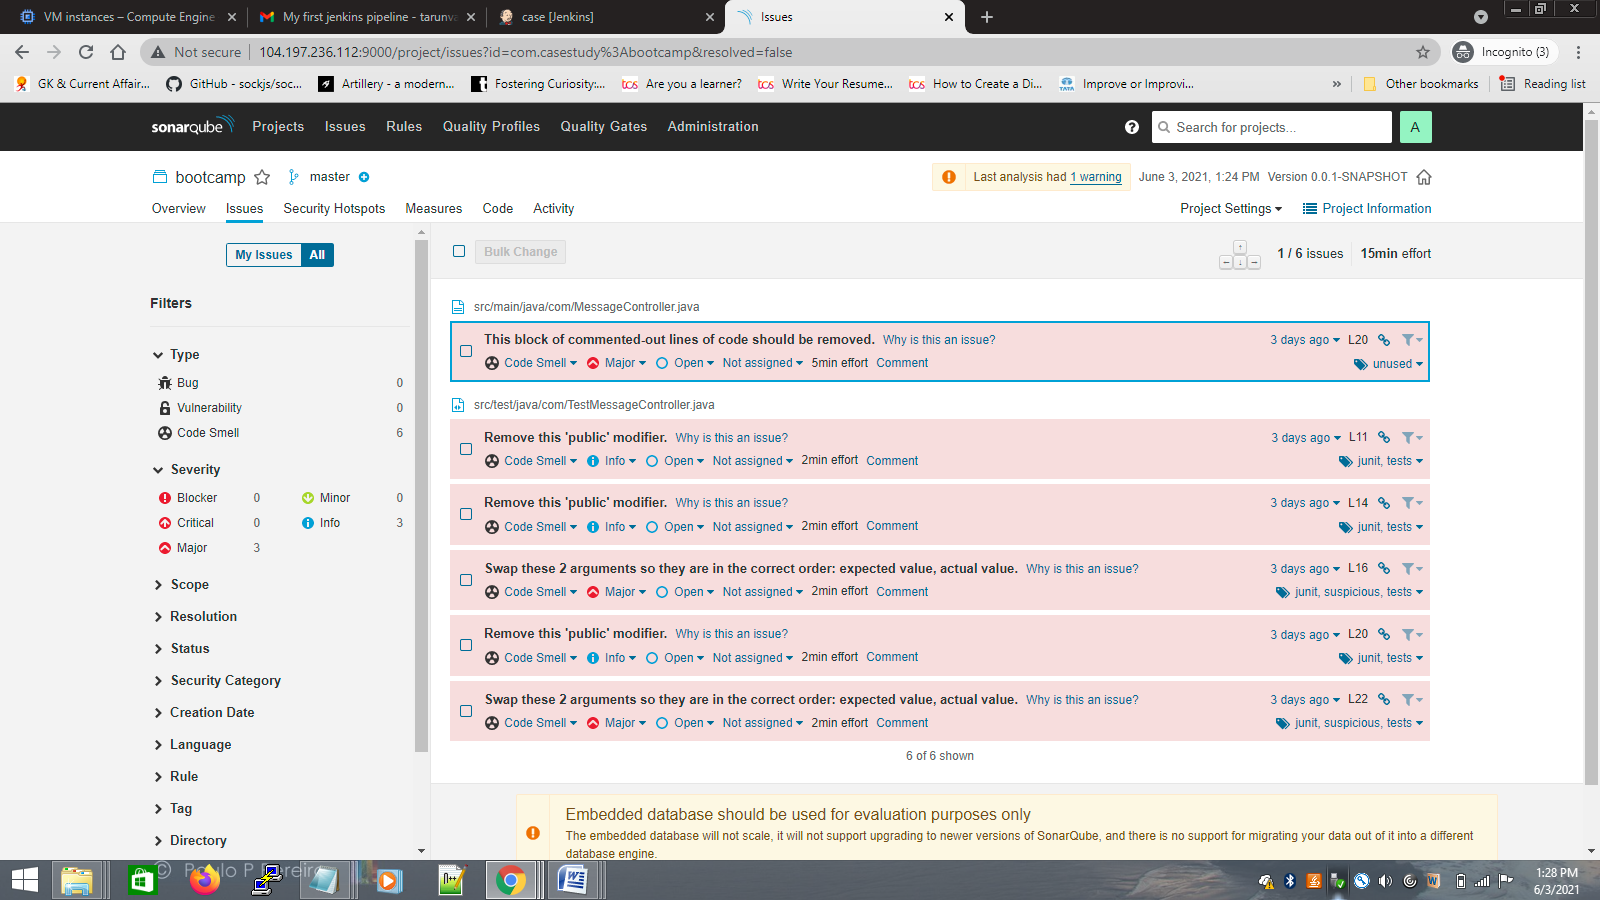 VM instances – Compute Engine
My first jenkins pipeline - tarunva
case [Jenkins]
Issues
Not secure
104.197.236.112:9000/project/issues?id=com.casestudy%3Abootcamp&resolved=false
Incognito (3)
GK & Current Affair...
GitHub - sockjs/soc...
Artillery - a modern...
Fostering Curiosity:...
tcs
Are you a learner?
tcs
Write Your Resume...
tcs
How to Create a Di...
TATA
Improve or Improvi...
»
Other bookmarks
Reading list
sonarqube
Projects
Issues
Rules
Quality Profiles
Quality Gates
Administration
Search for projects...
A
bootcamp
master
Last analysis had 1 warning
June 3, 2021, 1:24 PM
Version 0.0.1-SNAPSHOT
Overview
Issues
Security Hotspots
Measures
Code
Activity
Project Settings
Project Information
My Issues
All
Bulk Change
1 / 6 issues
15min effort
Filters
Type
Bug 0
Vulnerability 0
Code Smell 6
Severity
Blocker 0
Minor 0
Critical 0
Info 3
Major 3
Scope
Resolution
Status
Security Category
Creation Date
Language
Rule
Tag
Directory
src/main/java/com/MessageController.java
This block of commented-out lines of code should be removed. Why is this an issue? 3 days ago L20
Code Smell Major Open Not assigned 5min effort Comment unused
src/test/java/com/TestMessageController.java
Remove this 'public' modifier. Why is this an issue? 3 days ago L11
Code Smell Info Open Not assigned 2min effort Comment junit, tests
Remove this 'public' modifier. Why is this an issue? 3 days ago L14
Code Smell Info Open Not assigned 2min effort Comment junit, tests
Swap these 2 arguments so they are in the correct order: expected value, actual value. Why is this an issue? 3 days ago L16
Code Smell Major Open Not assigned 2min effort Comment junit, suspicious, tests
Remove this 'public' modifier. Why is this an issue? 3 days ago L20
Code Smell Info Open Not assigned 2min effort Comment junit, tests
Swap these 2 arguments so they are in the correct order: expected value, actual value. Why is this an issue? 3 days ago L22
Code Smell Major Open Not assigned 2min effort Comment junit, suspicious, tests
6 of 6 shown
Embedded database should be used for evaluation purposes only
The embedded database will not scale, it will not support upgrading to newer versions of SonarQube, and there is no support for migrating your data out of it into a different
database engine.
1:28 PM
6/3/2021